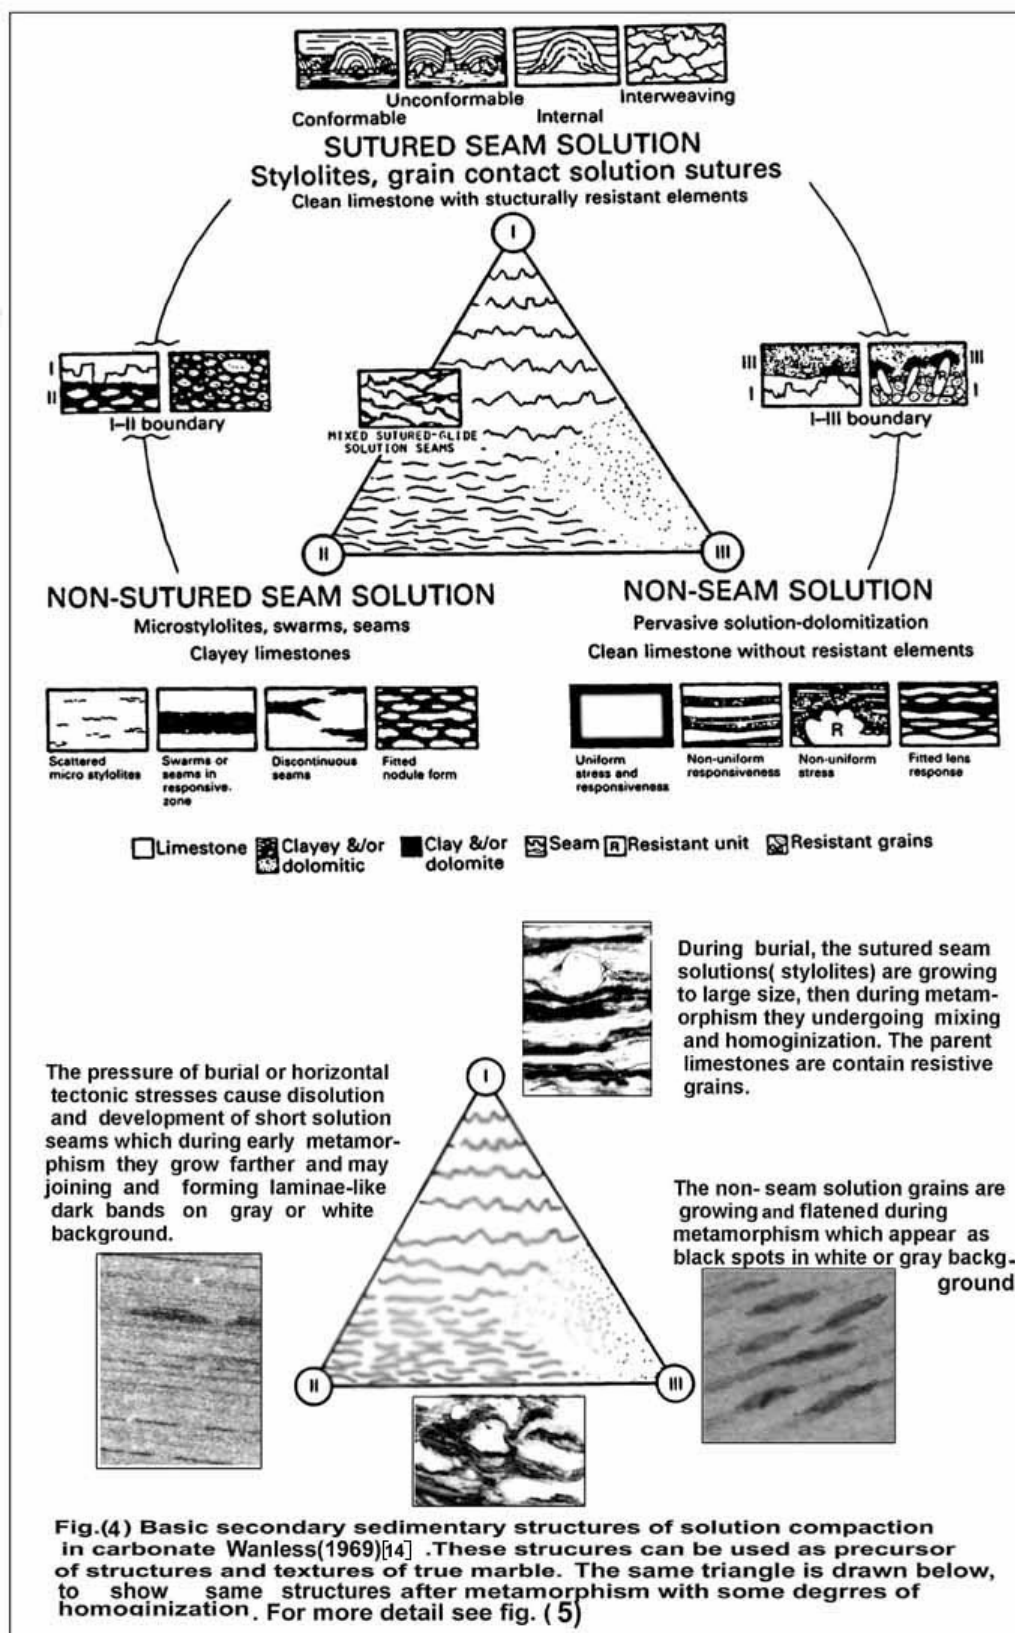 Conformable
Unconformable
Internal
Interweaving
SUTURED SEAM SOLUTION
Stylolites, grain contact solution sutures
Clean limestone with stucturally resistant elements
I
I
II
I–II boundary
MIXED SUTURED-GLIDE
SOLUTION SEAMS
III
I
III
I
I–III boundary
II
III
NON-SUTURED SEAM SOLUTION
Microstylolites, swarms, seams
Clayey limestones
NON-SEAM SOLUTION
Pervasive solution-dolomitization
Clean limestone without resistant elements
Scattered
micro stylolites
Swarms or
seams in
responsive.
zone
Discontinuous
seams
Fitted
nodule form
R
Uniform
stress and
responsiveness
Non-uniform
responsiveness
Non-uniform
stress
Fitted lens
response
Limestone
Clayey &/or
dolomitic
Clay &/or
dolomite
Seam
R Resistant unit
Resistant grains
During burial, the sutured seam
solutions( stylolites) are growing
to large size, then during metam-
orphism they undergoing mixing
and homoginization. The parent
limestones are contain resistive
grains.
The pressure of burial or horizontal
tectonic stresses cause disolution
and development of short solution
seams which during early metamor-
phism they grow farther and may
joining and forming laminae-like
dark bands on gray or white
background.
I
The non- seam solution grains are
growing and flatened during
metamorphism which appear as
black spots in white or gray backg-
ground
II
III
Fig.(4) Basic secondary sedimentary structures of solution compaction
in carbonate Wanless(1969)[14] .These strucures can be used as precursor
of structures and textures of true marble. The same triangle is drawn below,
to show same structures after metamorphism with some degrres of
homoginization. For more detail see fig. ( 5)